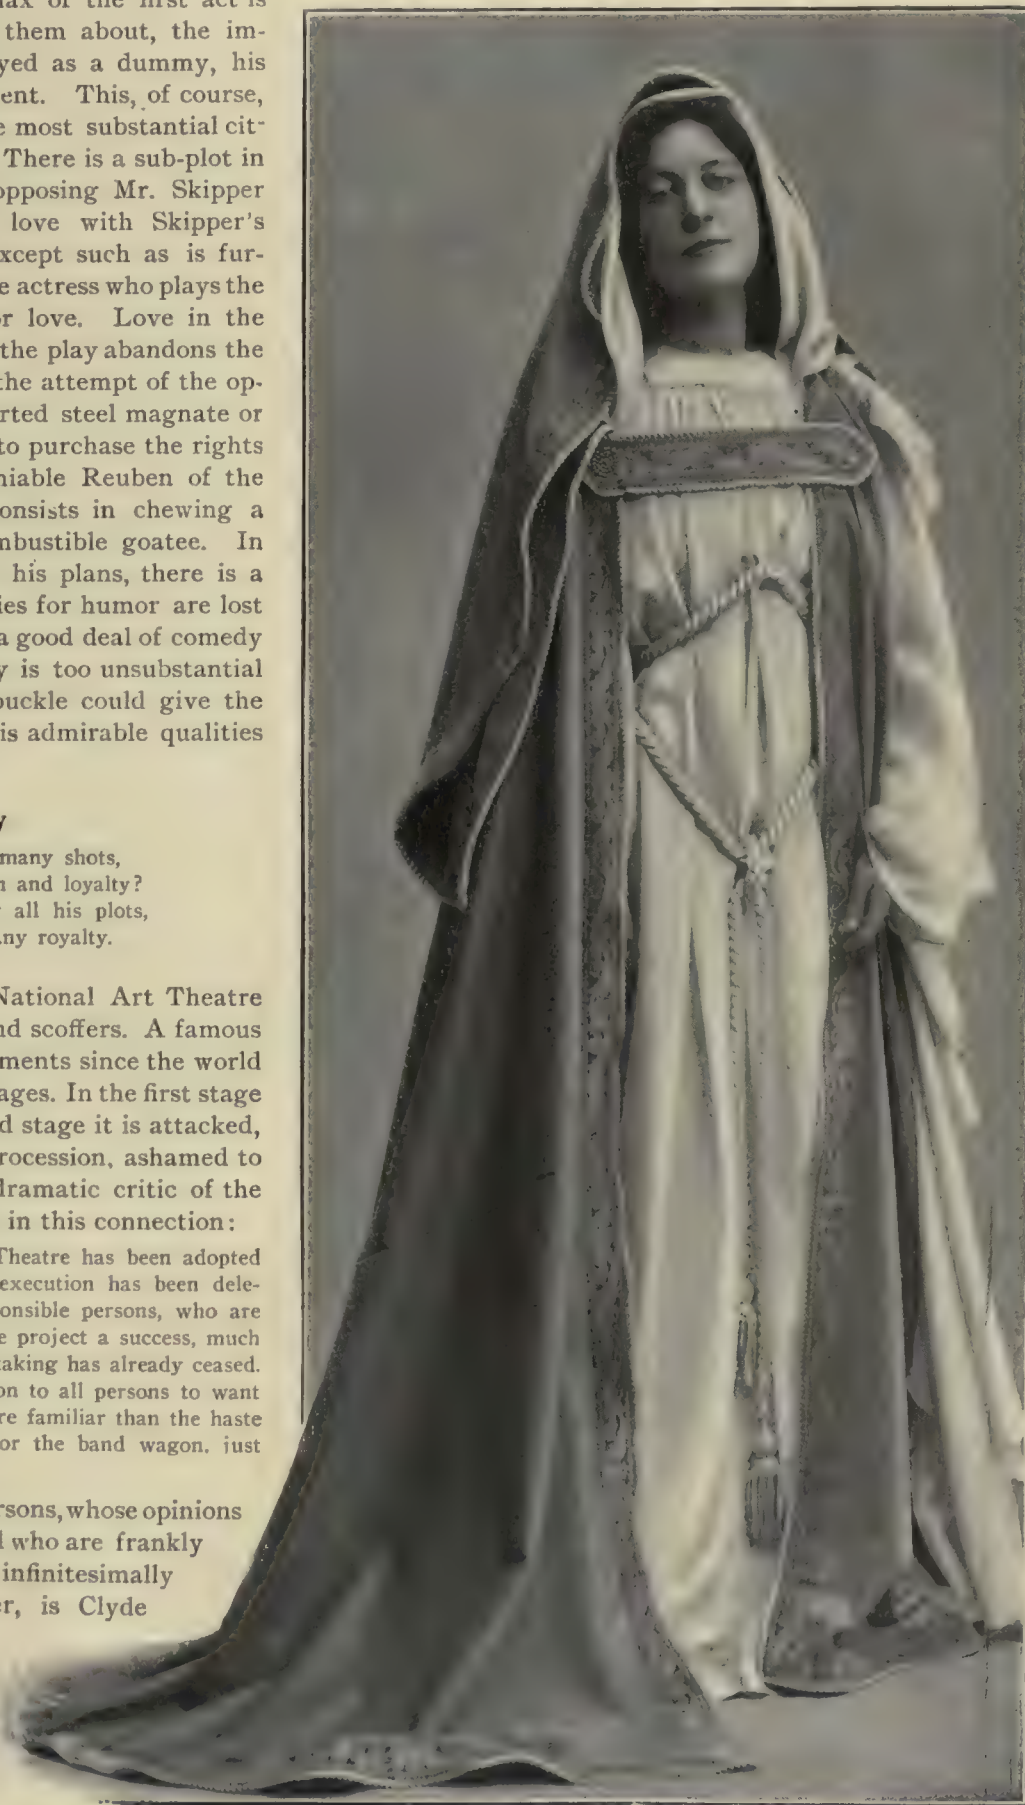 them about, the im-
yed as a dummy, his
ent. This, of course,
e most substantial cit-
There is a sub-plot in
opposing Mr. Skipper
love with Skipper's
xcept such as is fur-
e actress who plays the
r love. Love in the
the play abandons the
the attempt of the op-
rted steel magnate or
to purchase the rights
niable Reuben of the
onsists in chewing a
mbustible goatee. In
his plans, there is a
ies for humor are lost
a good deal of comedy
y is too unsubstantial
buckle could give the
is admirable qualities
y
many shots,
n and loyalty?
all his plots,
ny royalty.
National Art Theatre
nd scoffers. A famous
ments since the world
ages. In the first stage
d stage it is attacked,
rocession, ashamed to
dramatic critic of the
in this connection:
Theatre has been adopted
execution has been dele-
onsible persons, who are
e project a success, much
taking has already ceased.
on to all persons to want
re familiar than the haste
or the band wagon, just
rsons, whose opinions
l who are frankly
infinitesimally
er, is Clyde